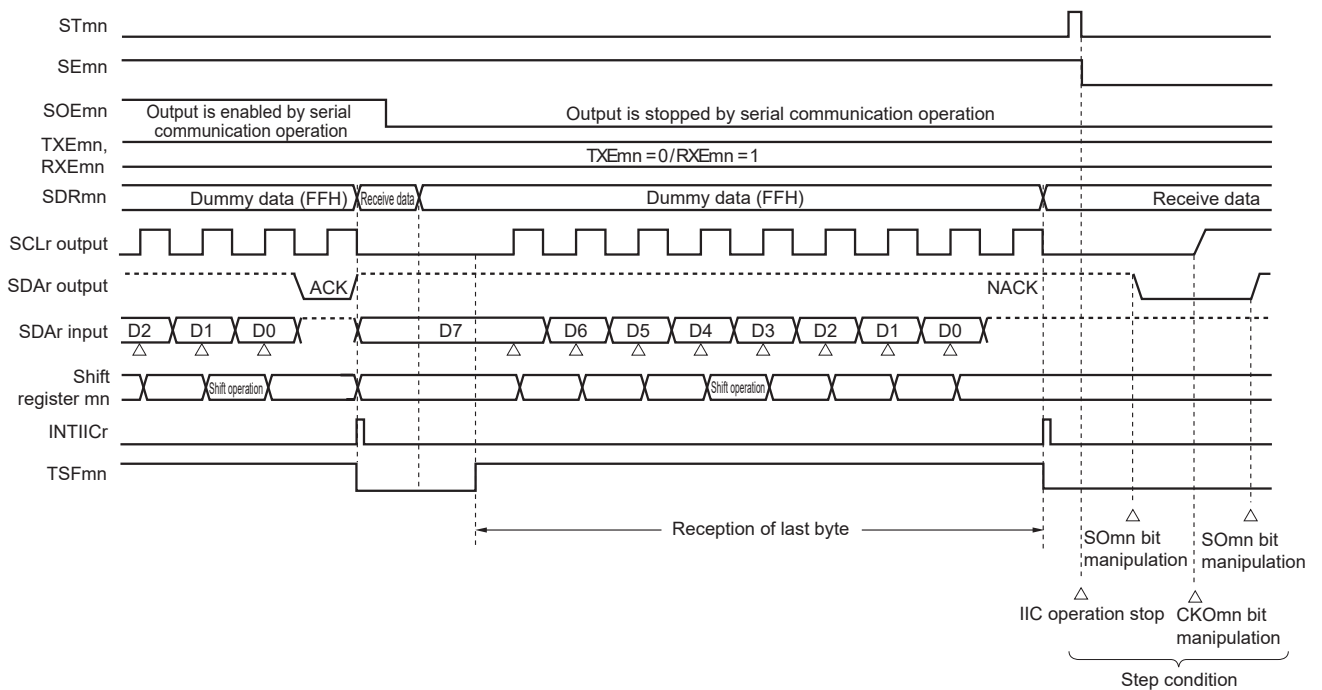 STmn
SEmn
SOEmn
Output is enabled by serial
communication operation
Output is stopped by serial communication operation
TXEmn,
RXEmn
TXEmn = 0 / RXEmn = 1
SDRmn
Dummy data (FFH)
Receive data
Dummy data (FFH)
Receive data
SCLr output
SDAr output
ACK
NACK
SDAr input
D2
D1
D0
D7
D6
D5
D4
D3
D2
D1
D0
Shift
register mn
Shift operation
Shift operation
INTIICr
TSFmn
Reception of last byte
SOmn bit
manipulation
SOmn bit
manipulation
IIC operation stop
CKOmn bit
manipulation
Step condition